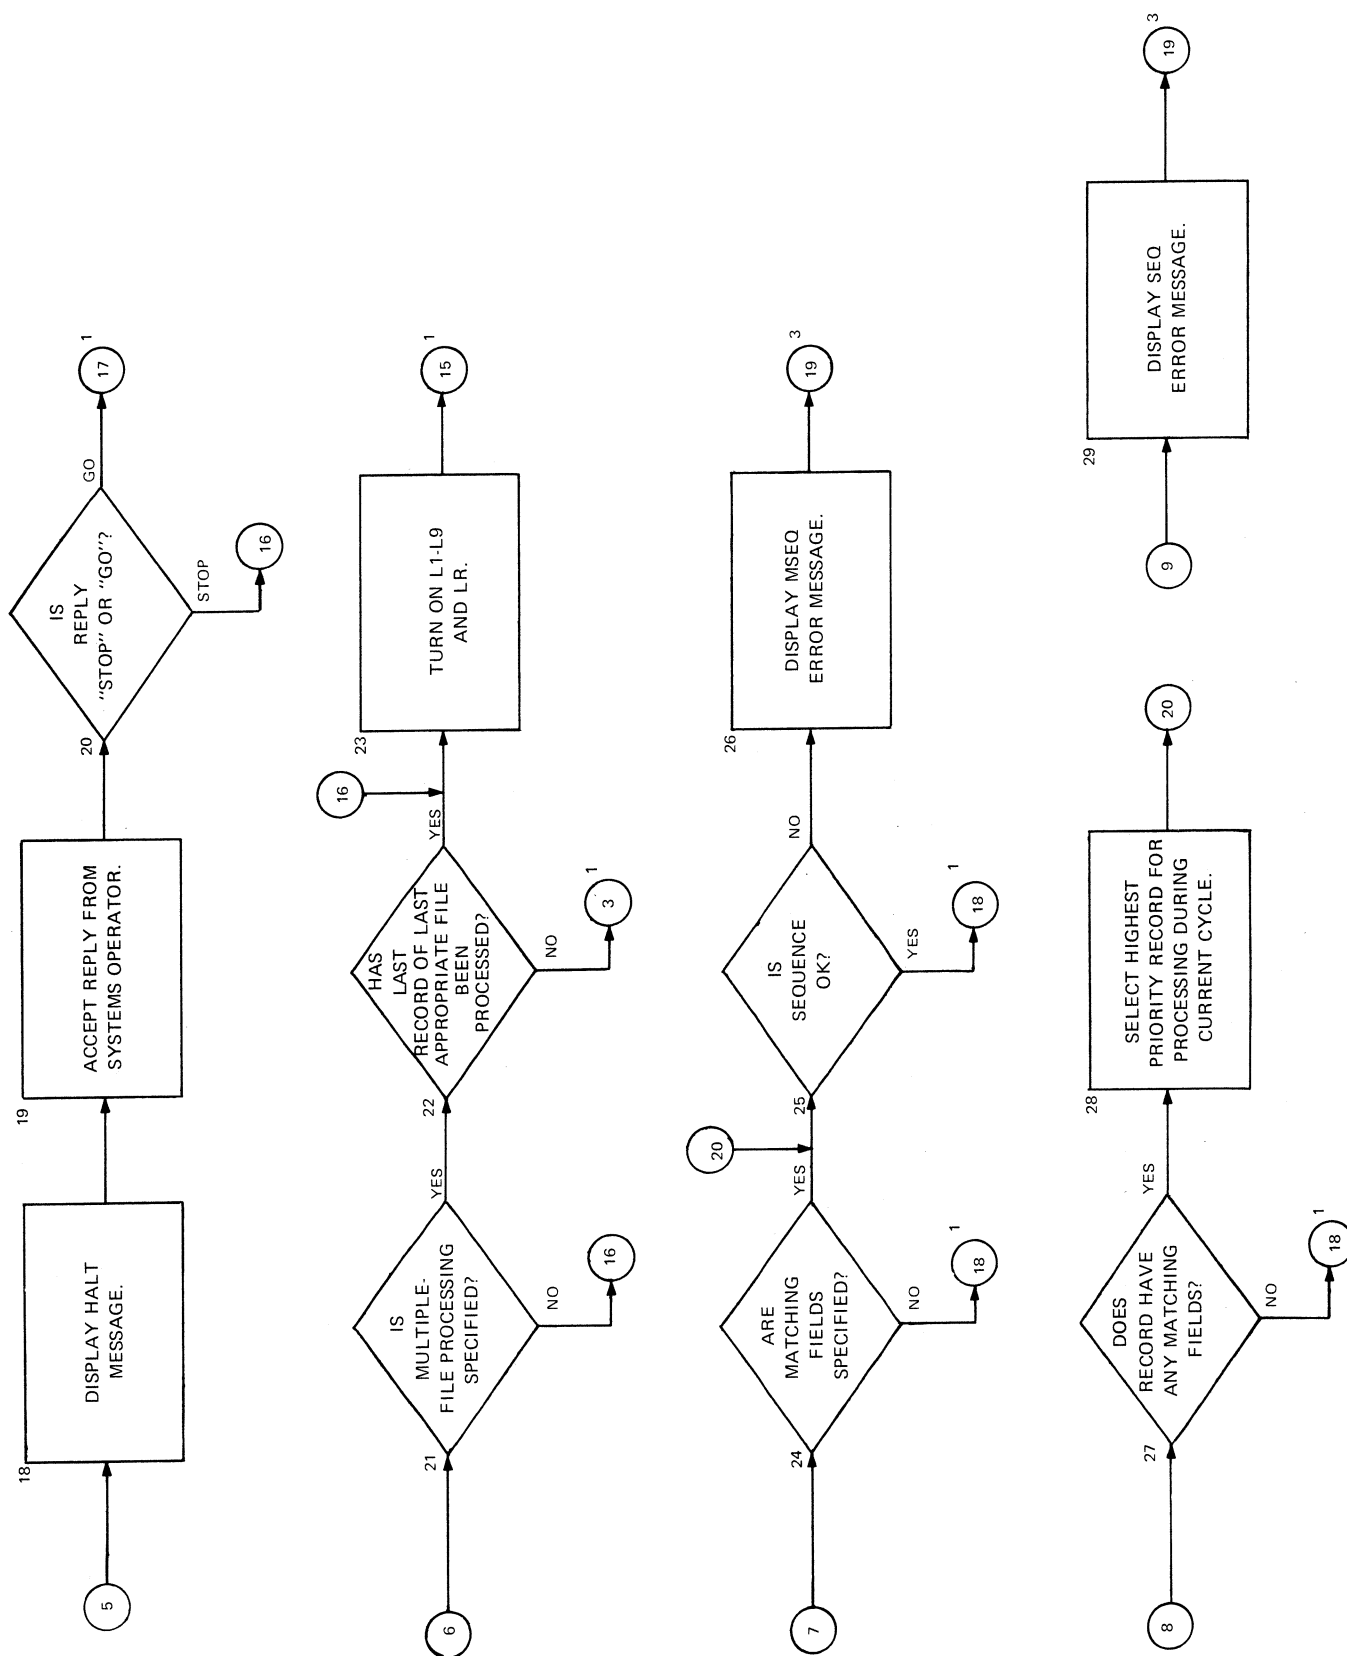 5
18
DISPLAY HALT
MESSAGE.
19
ACCEPT REPLY FROM
SYSTEMS OPERATOR.
20
IS
REPLY
"STOP" OR "GO"?
GO
17
1
STOP
16
6
21
IS
MULTIPLE-
FILE PROCESSING
SPECIFIED?
YES
NO
16
22
HAS
LAST
RECORD OF LAST
APPROPRIATE FILE
BEEN
PROCESSED?
YES
NO
3
1
16
23
TURN ON L1-L9
AND LR.
15
1
7
24
ARE
MATCHING
FIELDS
SPECIFIED?
YES
NO
18
1
20
25
IS
SEQUENCE
OK?
NO
YES
18
1
26
DISPLAY MSEQ
ERROR MESSAGE.
19
3
8
27
DOES
RECORD HAVE
ANY MATCHING
FIELDS?
YES
NO
18
1
28
SELECT HIGHEST
PRIORITY RECORD FOR
PROCESSING DURING
CURRENT CYCLE.
20
9
29
DISPLAY SEQ
ERROR MESSAGE.
19
3